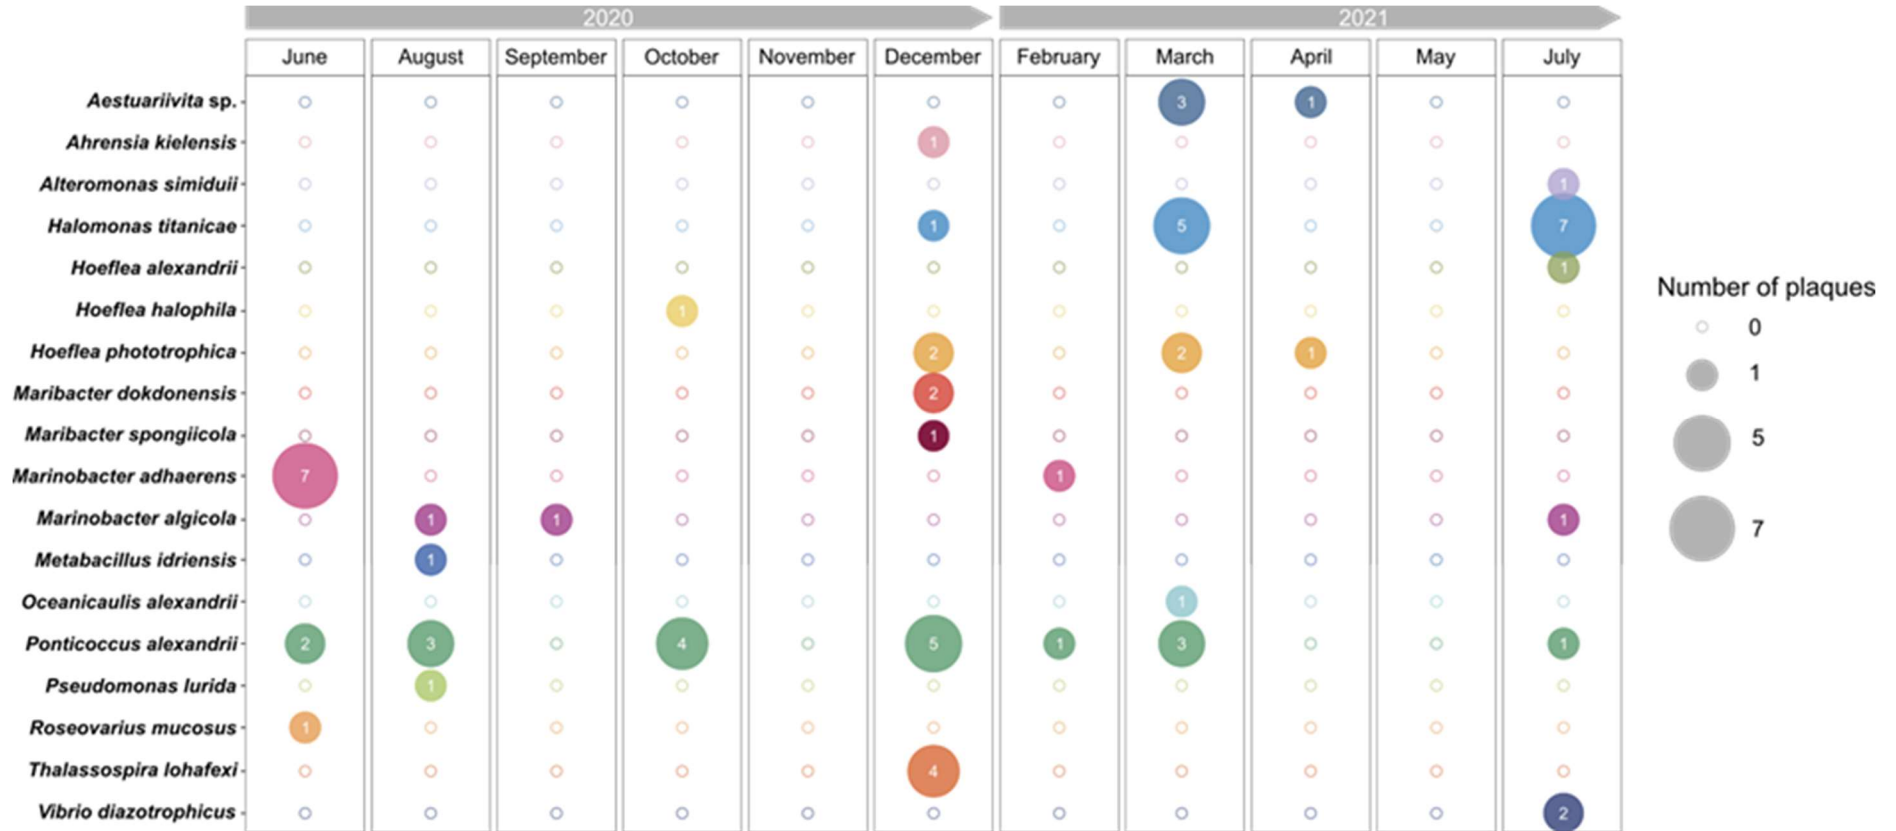 2020 2021
June August September October November December February March April May July
Aestuariivita sp. 3 1
Ahrensia kielensis 1
Alteromonas simiduii 1
Halomonas titanicae 1 5 7
Hoeflea alexandrii 1
Hoeflea halophila 1
Hoeflea phototrophica 2 2 1
Maribacter dokdonensis 2
Maribacter spongiicola 1
Marinobacter adhaerens 7 1
Marinobacter algicola 1 1 1
Metabacillus idriensis 1
Oceanicaulis alexandrii 1
Ponticoccus alexandrii 2 3 4 5 1 3 1
Pseudomonas lurida 1
Roseovarius mucosus 1
Thalassospira lohafexi 4
Vibrio diazotrophicus 2
Number of plaques
0
1
5
7